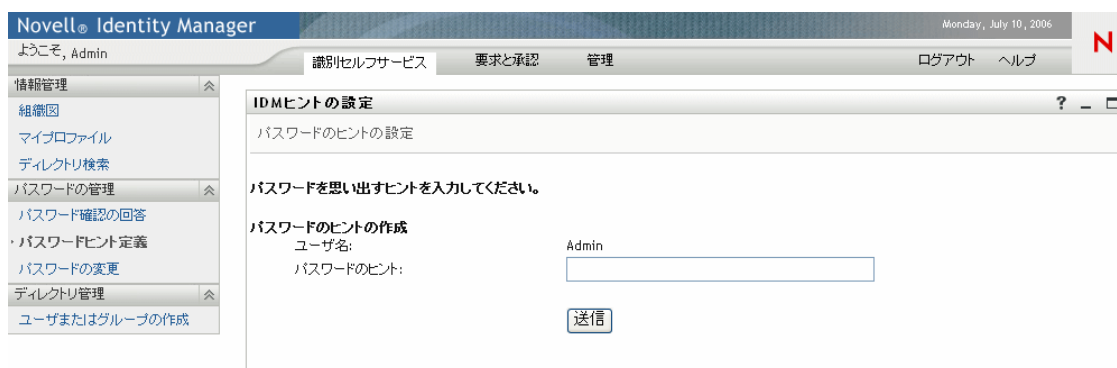 Novell® Identity Manager
Monday, July 10, 2006
N
ようこそ, Admin
識別セルフサービス 要求と承認 管理 ログアウト ヘルプ
情報管理
組織図
マイプロファイル
ディレクトリ検索
パスワードの管理
パスワード確認の回答
パスワードヒント定義
パスワードの変更
ディレクトリ管理
ユーザまたはグループの作成
IDMヒントの設定 ?
パスワードのヒントの設定
パスワードを思い出すヒントを入力してください。
パスワードのヒントの作成
ユーザ名: Admin
パスワードのヒント:
送信